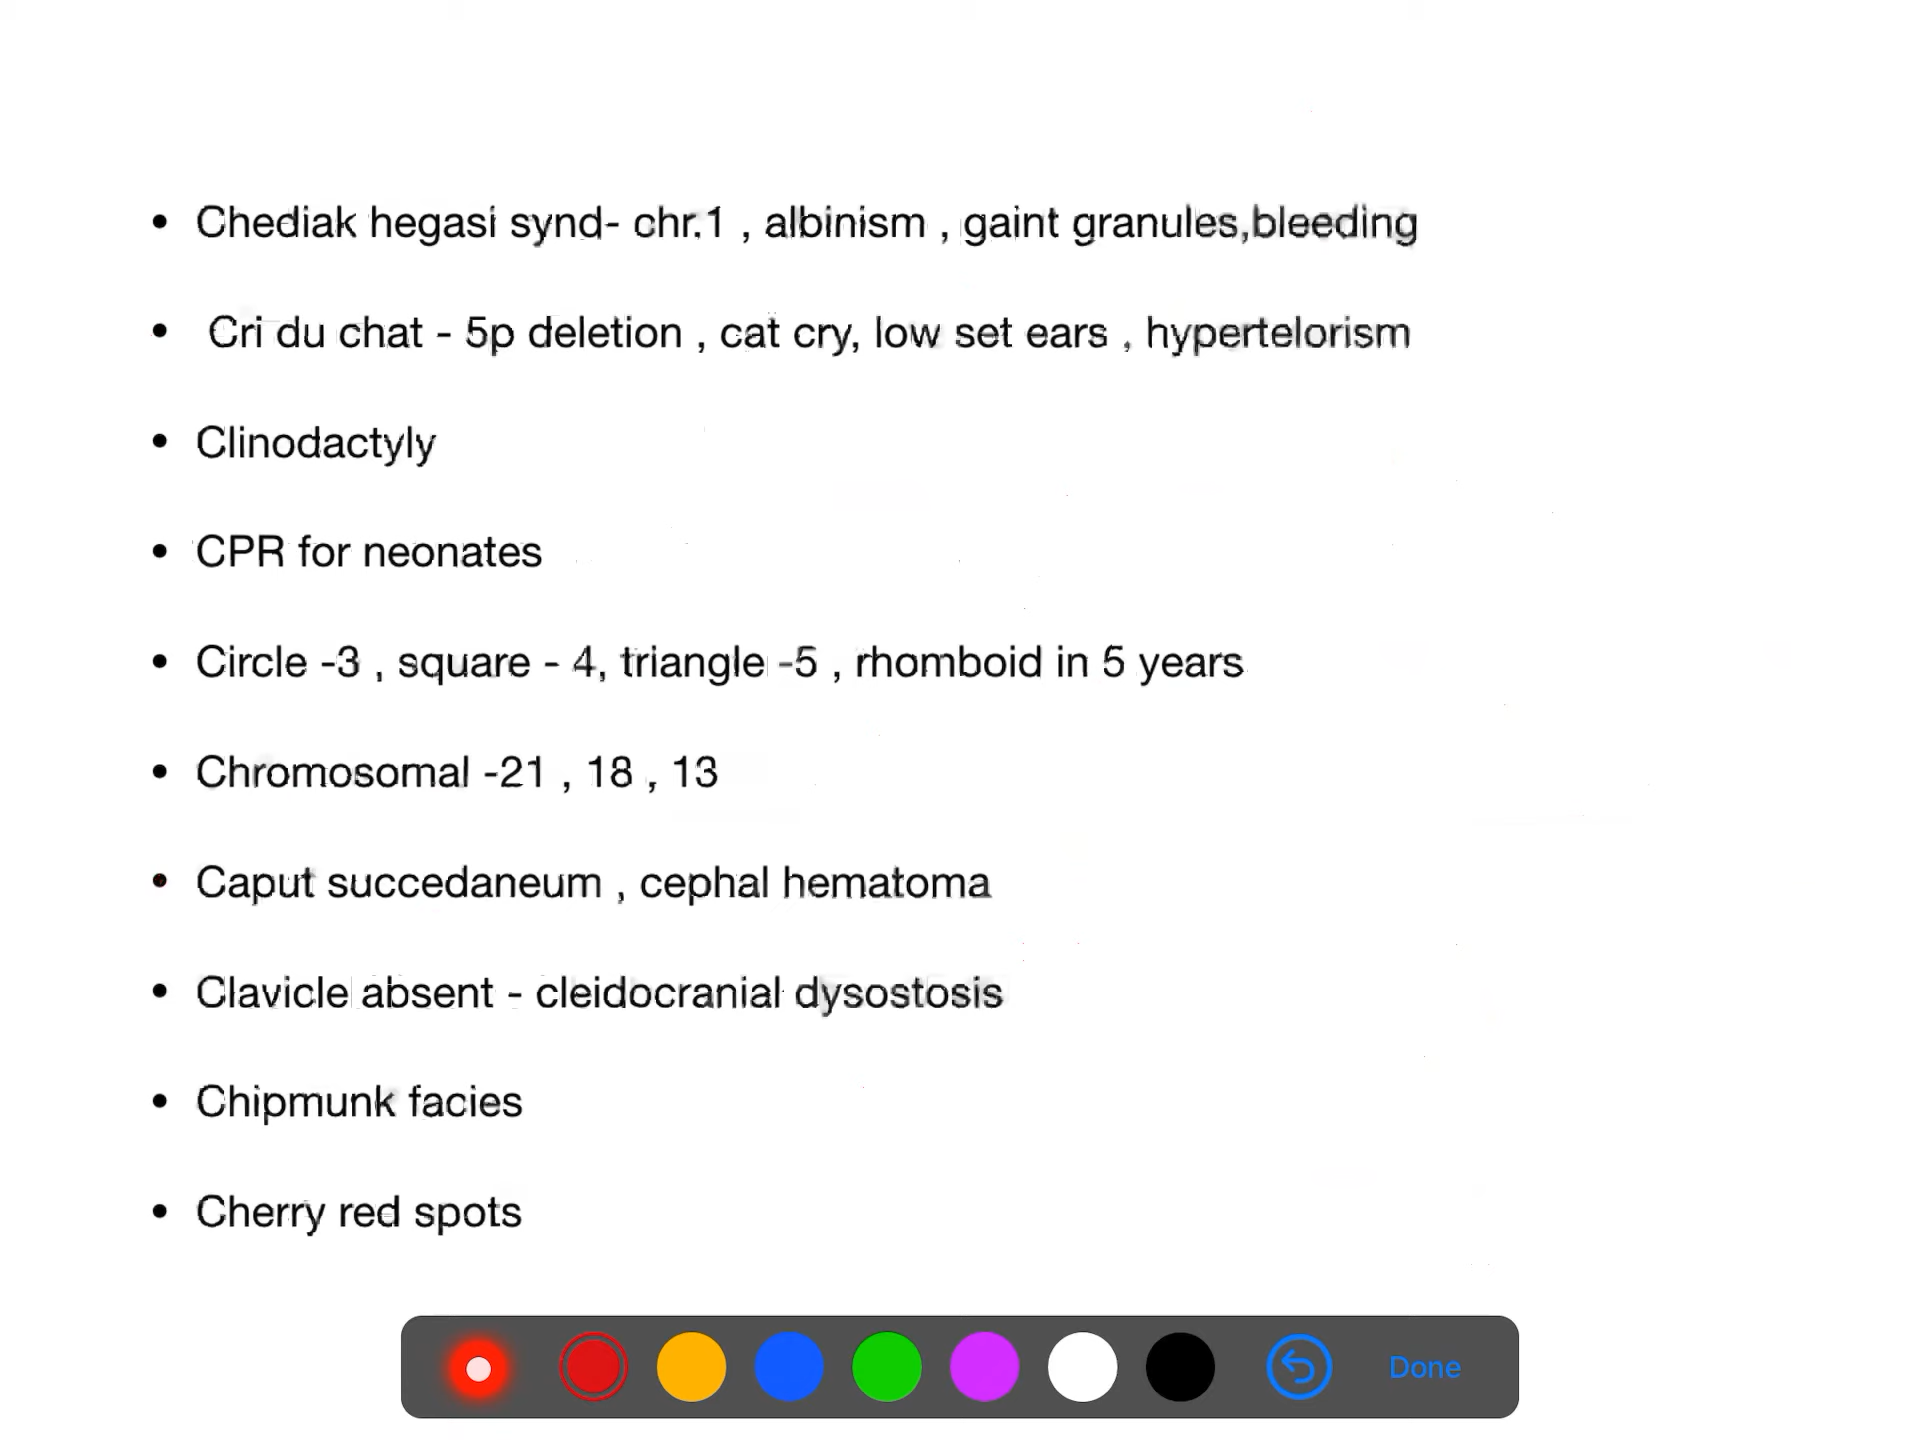 • Chediak hegasi synd- chr.1 , albinism , gaint granules,bleeding
• Cri du chat - 5p deletion , cat cry, low set ears , hypertelorism
• Clinodactyly
• CPR for neonates
• Circle -3 , square - 4, triangle -5 , rhomboid in 5 years
• Chromosomal -21 , 18 , 13
• Caput succedaneum , cephal hematoma
• Clavicle absent - cleidocranial dysostosis
• Chipmunk facies
• Cherry red spots
Done